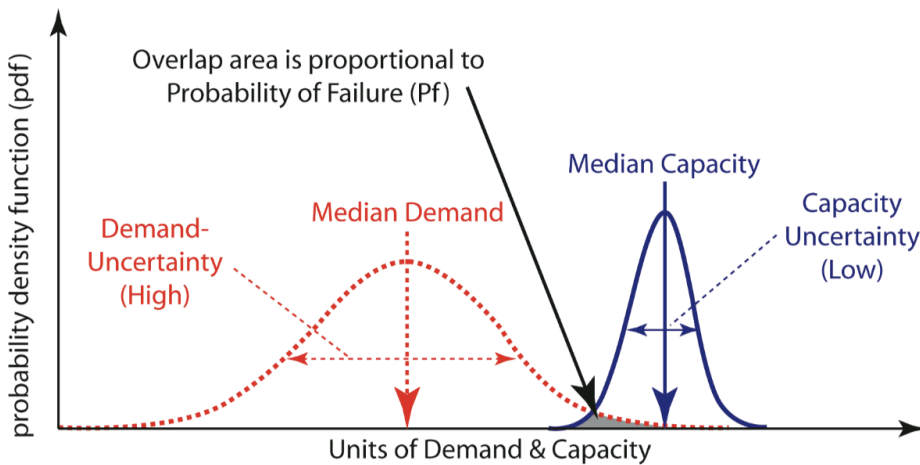 Overlap area is proportional to
Probability of Failure (Pf)
Median Capacity
Median Demand
Capacity
Uncertainty
(Low)
Demand-
Uncertainty
(High)
probability density function (pdf)
Units of Demand & Capacity